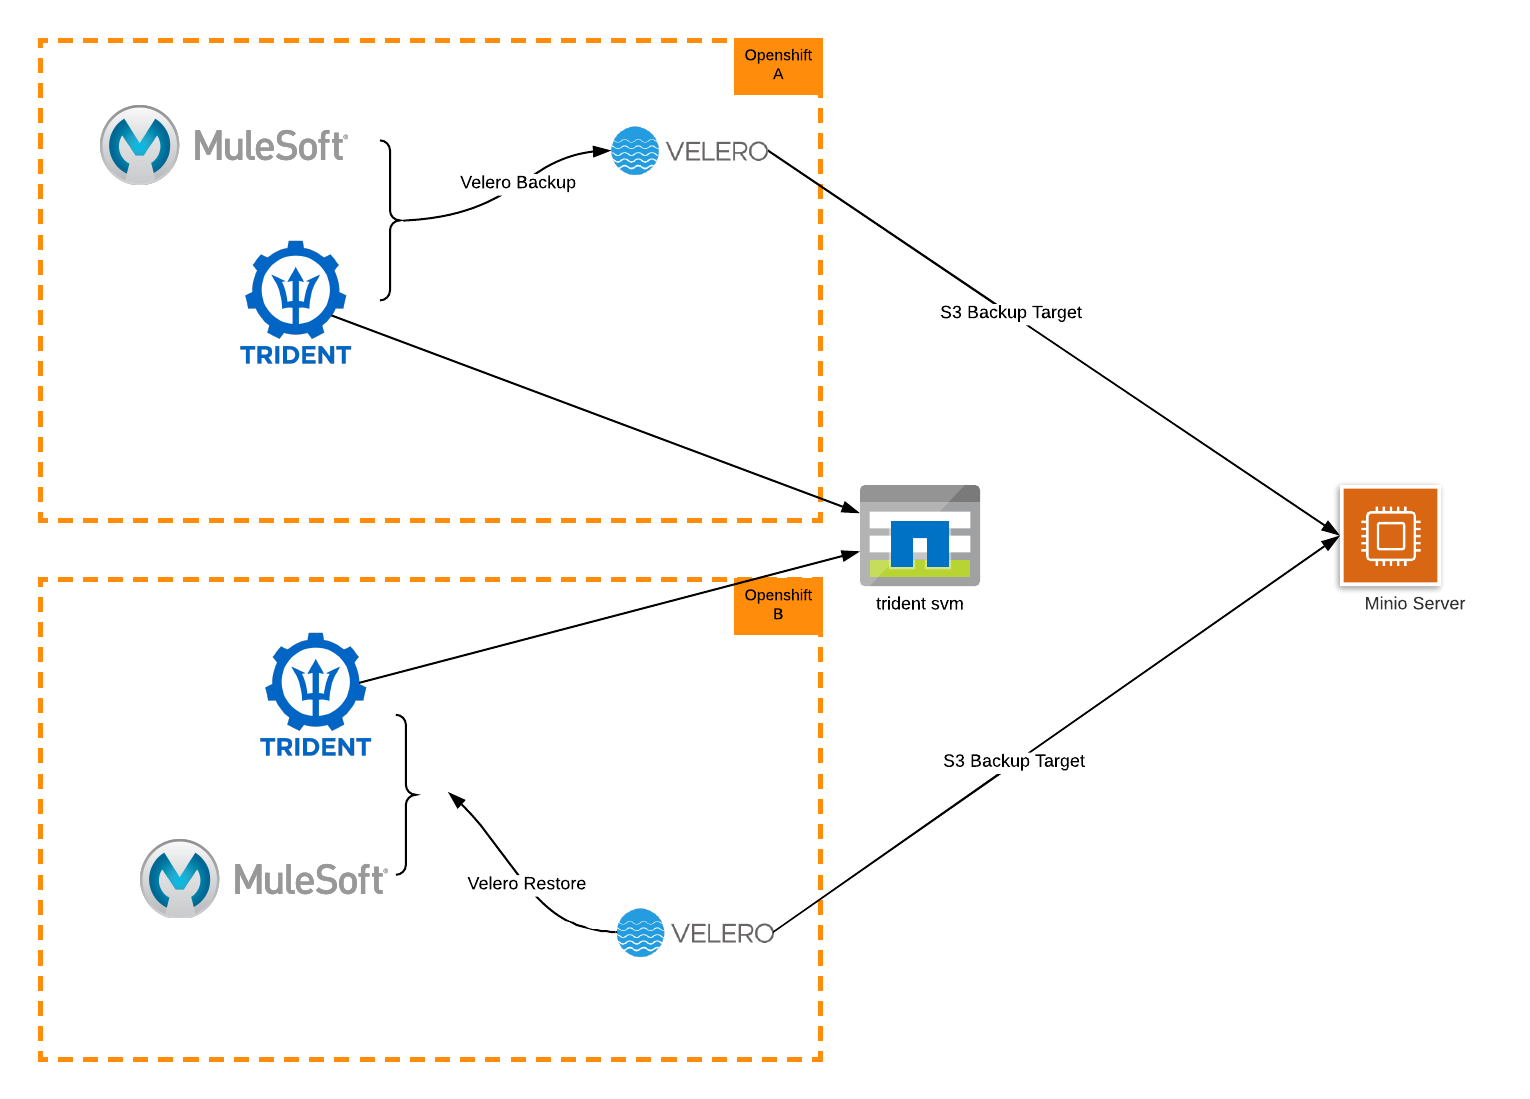 Openshift
A
MuleSoft®
VELERO
Velero Backup
TRIDENT
S3 Backup Target
trident svm
Minio Server
Openshift
B
TRIDENT
S3 Backup Target
MuleSoft®
Velero Restore
VELERO